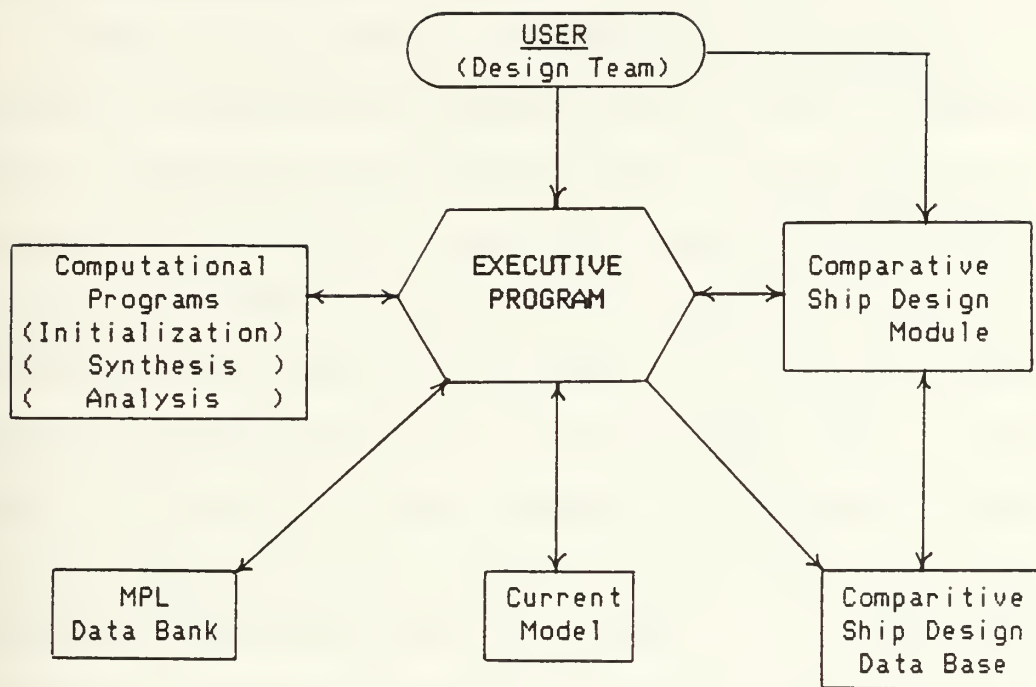 USER
(Design Team)
Computational
Programs
(Initialization)
( Synthesis )
( Analysis )
EXECUTIVE
PROGRAM
Comparative
Ship Design
Module
MPL
Data Bank
Current
Model
Comparitive
Ship Design
Data Base